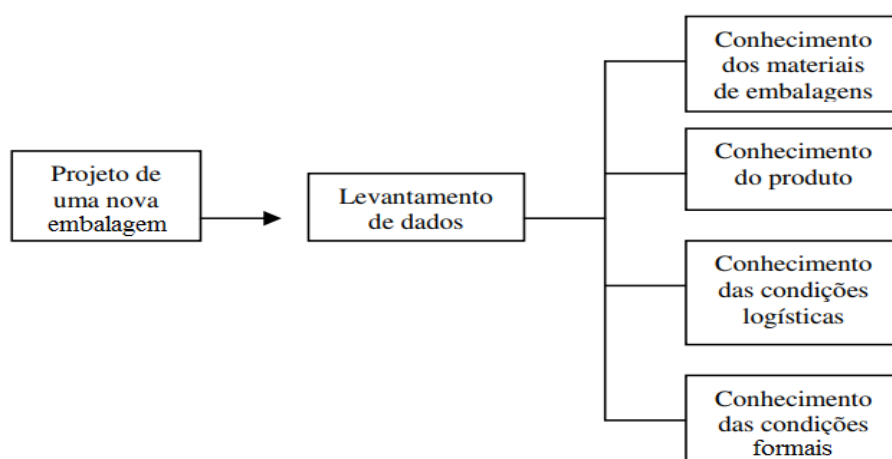 Projeto de
uma nova
embalagem
Levantamento
de dados
Conhecimento
dos materiais
de embalagens
Conhecimento
do produto
Conhecimento
das condições
logísticas
Conhecimento
das condições
formais